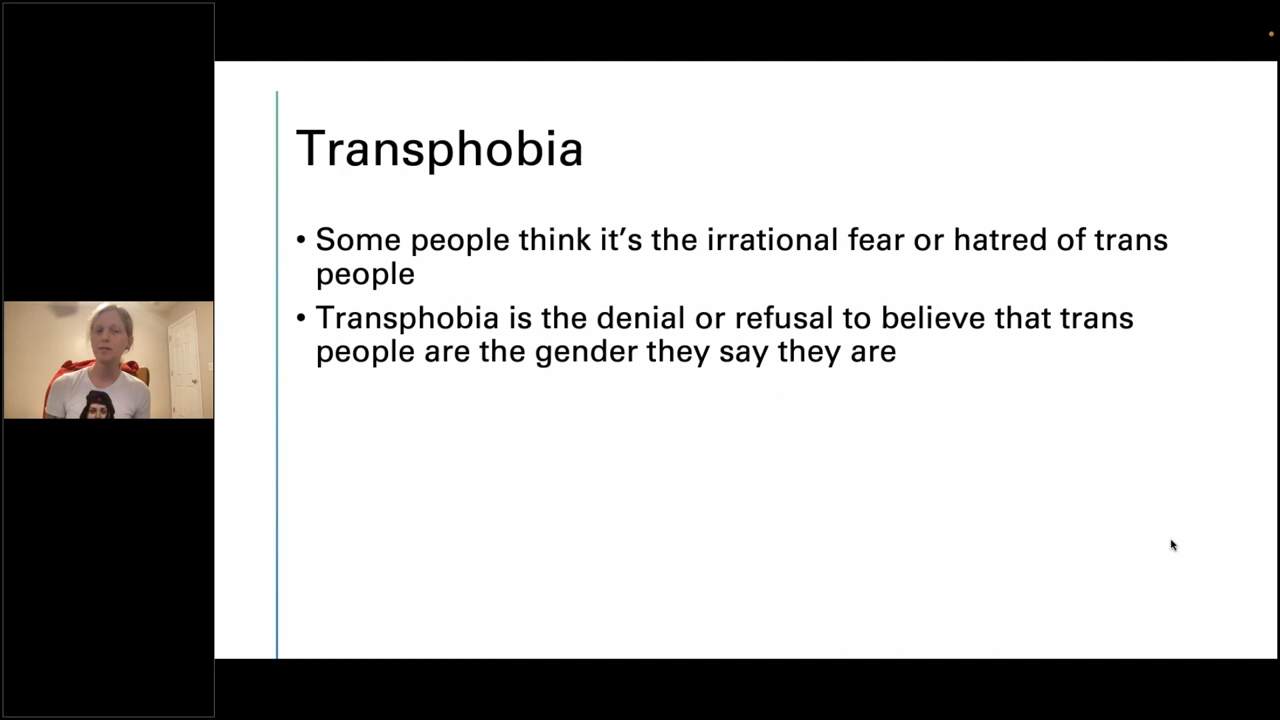 Transphobia
• Some people think it’s the irrational fear or hatred of trans
people
• Transphobia is the denial or refusal to believe that trans
people are the gender they say they are